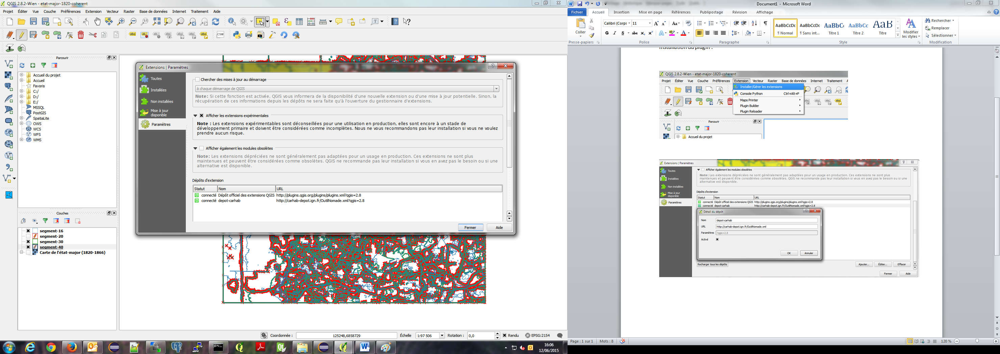 QGIS 2.8.2-Wien - etat-major-1820-coherent
Projet Éditer Vue Couche Préférences Extension Vecteur Raster Base de données Internet Traitement Aide
Parcourir
Accueil du projet
Accueil
Favoris
C:/
D:/
E:/
MSSQL
PostGIS
SpatiaLite
OWS
WCS
WFS
WMS
Couches
segment-16
segment-20
segment-30
segment-40
Carte de l'état-major (1820-1866)
Extensions | Paramètres
Toutes
Installées
Non installées
Mise à jour
disponible
Paramètres
Chercher des mises à jour au démarrage
à chaque démarrage de QGIS
Note: Si cette fonction est activée, QGIS vous informera de la disponibilité d'une nouvelle extension ou d'une mise à jour potentielle. Sinon, la
récupération de ces informations depuis les dépôts ne sera faite qu'à l'ouverture du gestionnaire d'extensions.
Afficher les extensions expérimentales
Note : Les extensions expérimentables sont déconseillées pour une utilisation en production, elles sont encore à un stade de
développement primaire et doivent être considérées comme incomplètes. Nous ne vous recommandons pas leur installation si vous ne voulez
prendre aucun risque.
Afficher également les modules obsolètes
Note: Les extensions dépréciées ne sont généralement pas adaptées pour un usage en production. Ces extensions ne sont plus
maintenues et peuvent être considérées comme obsolètes. QGIS ne recommande pas leur installation si vous en avez pas le besoin ou si une
alternative est disponible.
Dépôts d'extension
Statut Nom URL
connecté Dépôt officiel des extensions QGIS http://plugins.qgis.org/plugins/plugins.xml?qgis=2.8
connecté depot-carhab http://carhab-depot.ign.fr/OutilNomade.xml?qgis=2.8
Fermer Aide
Coordonnée : 125248,6858729 Échelle 1:97 506 Rotation : 0,0 Rendu EPSG:2154
16:06
12/06/2015
Document1 - Microsoft Word
Fichier Accueil Insertion Mise en page Références Publipostage Révision Affichage
Coller
Calibri (Corps 11
AaBbCcDc AaBbCcDc AaBbC AaBbCc AaB
¶ Normal ¶ Sans int... Titre 1 Titre 2 Titre
Modifier
les styles
Rechercher
Remplacer
Sélectionner
Presse-papiers Police Paragraphe Style Modification
Installation du plugin :
QGIS 2.8.2-Wien - etat-major-1820-coherent
Projet Éditer Vue Couche Préférences Extension Vecteur Raster Base de données Internet Traitement A
Installer/Gérer les extensions
Console Python Ctrl+Alt+P
Maps Printer
Plugin Builder
Plugin Reloader
Parcourir
Accueil du projet
Extensions | Paramètres
Toutes
Installées
Non installées
Mise à jour
disponible
Paramètres
Afficher également les modules obsolètes
Note: Les extensions dépréciées ne sont généralement pas adaptées pour un usage en production. Ces extensions ne sont plus
maintenues et peuvent être considérées comme obsolètes. QGIS ne recommande pas leur installation si vous en avez pas le besoin ou si une
alternative est disponible.
Dépôts d'extension
Statut Nom URL
connecté Dépôt officiel des extensions QGIS http://plugins.qgis.org/plugins/plugins.xml?qgis=2.8
connecté depot-carhab http://carhab-depot.ign.fr/OutilNomade.xml?qgis=2.8
Détail du dépôt
Nom depot-carhab
URL http://carhab-depot.ign.fr/OutilNomade.xml
Paramètres ?qgis=2.8
Activé
OK Annuler
Recharger tous les dépôts Ajouter... Éditer... Effacer
Fermer Aide
Page : 1 sur 1 Mots : 8 120 %